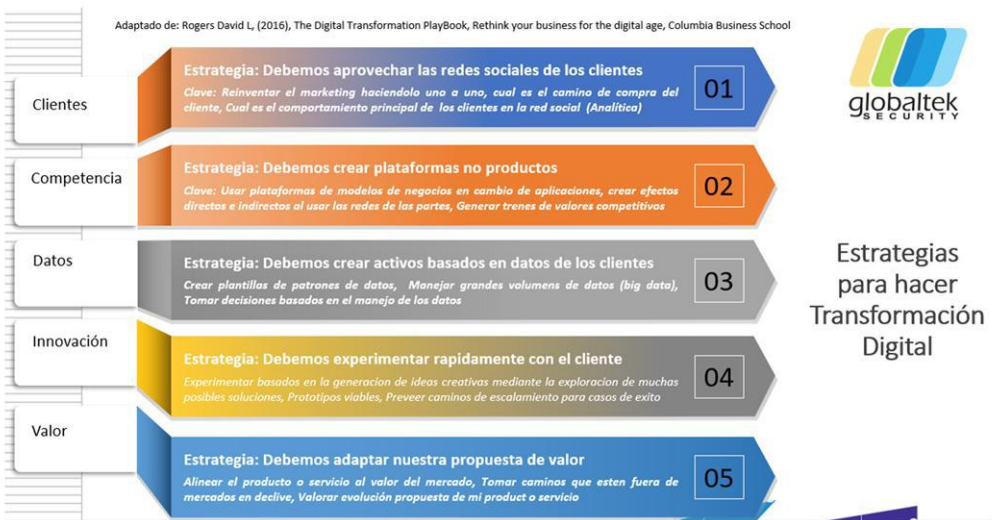 Adaptado de: Rogers David L, (2016), The Digital Transformation PlayBook, Rethink your business for the digital age, Columbia Business School
Clientes
Estrategia: Debemos aprovechar las redes sociales de los clientes
Clave: Reinventar el marketing haciendolo uno a uno, cual es el camino de compra del
cliente, Cual es el comportamiento principal de los clientes en la red social (Analítica)
01
globaltek
SECURITY
Competencia
Estrategia: Debemos crear plataformas no productos
Clave: Usar plataformas de modelos de negocios en cambio de aplicaciones, crear efectos
directos e indirectos al usar las redes de las partes, Generar trenes de valores competitivos
02
Datos
Estrategia: Debemos crear activos basados en datos de los clientes
Crear plantillas de patrones de datos, Manejar grandes volumens de datos (big data),
Tomar decisiones basados en el manejo de los datos
03
Estrategias
para hacer
Transformación
Digital
Innovación
Estrategia: Debemos experimentar rapidamente con el cliente
Experimentar basados en la generacion de ideas creativas mediante la exploracion de muchas
posibles soluciones, Prototipos viables, Preveer caminos de escalamiento para casos de exito
04
Valor
Estrategia: Debemos adaptar nuestra propuesta de valor
Alinear el producto o servicio al valor del mercado, Tomar caminos que esten fuera de
mercados en declive, Valorar evolución propuesta de mi product o servicio
05